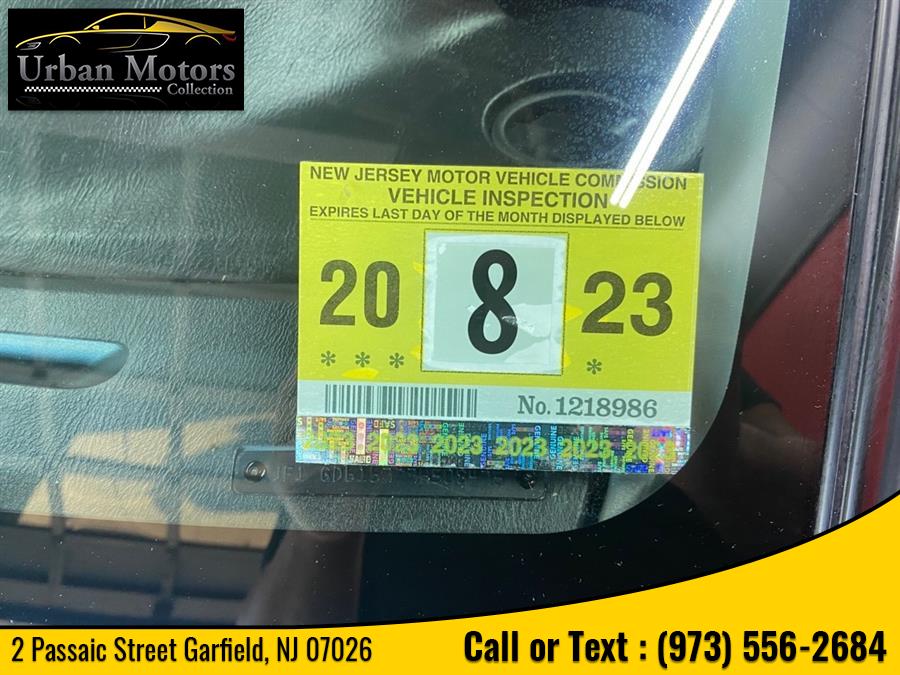 Urban Motors
Collection
NEW JERSEY MOTOR VEHICLE COMMISSION
VEHICLE INSPECTION
EXPIRES LAST DAY OF THE MONTH DISPLAYED BELOW
20 8 23
* * * *
No. 1218986
2023 2023 2023 2023 2023
2 Passaic Street Garfield, NJ 07026
Call or Text : (973) 556-2684